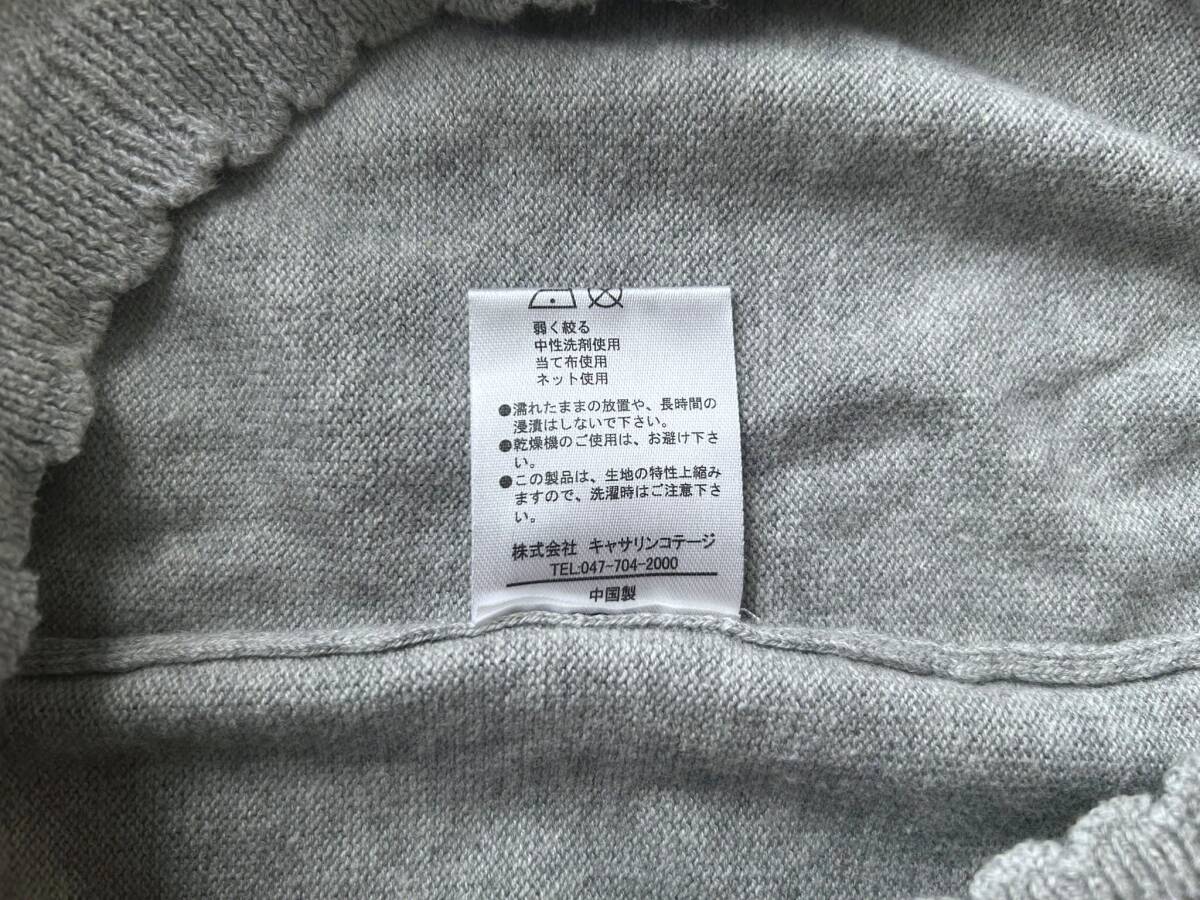 弱く絞る
中性洗剤使用
当て布使用
ネット使用
●濡れたままの放置や、長時間の
浸漬はしないで下さい。
●乾燥機のご使用は、お避け下さ
い。
●この製品は、生地の特性上縮み
ますので、洗濯時はご注意下さ
い。
株式会社 キャサリンコテージ
TEL:047-704-2000
中国製